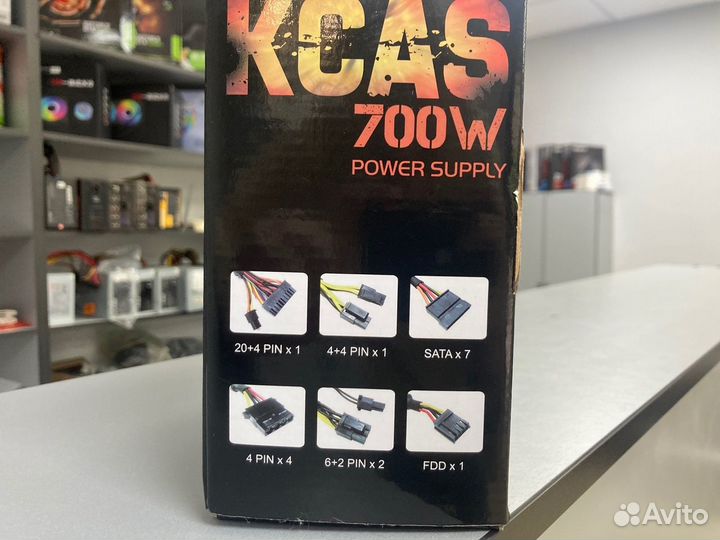 KCAS
700W
POWER SUPPLY
20+4 PIN x 1
4+4 PIN x 1
SATA x 7
4 PIN x 4
6+2 PIN x 2
FDD x 1
Avito